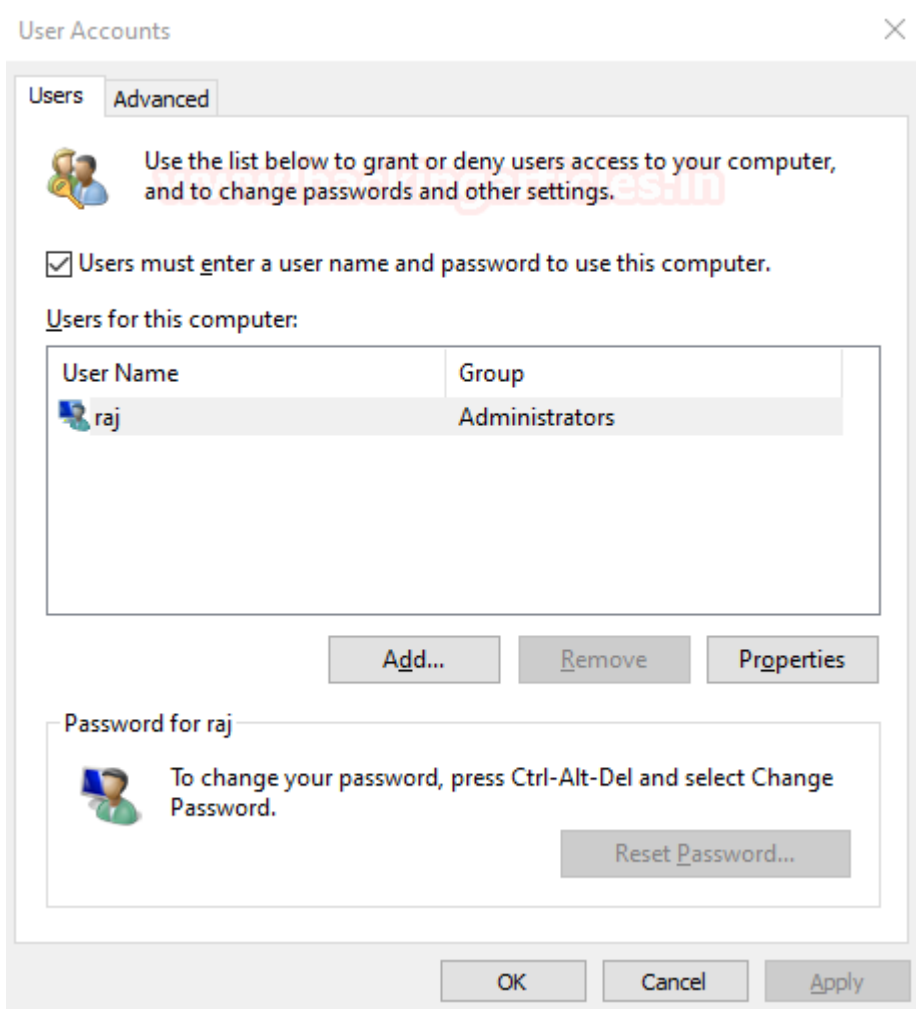 User Accounts
Users
Advanced
Use the list below to grant or deny users access to your computer,
and to change passwords and other settings.
www.hackingarticles.in
Users must enter a user name and password to use this computer.
Users for this computer:
User Name Group
raj Administrators
Add... Remove Properties
Password for raj
To change your password, press Ctrl-Alt-Del and select Change
Password.
Reset Password...
OK Cancel Apply